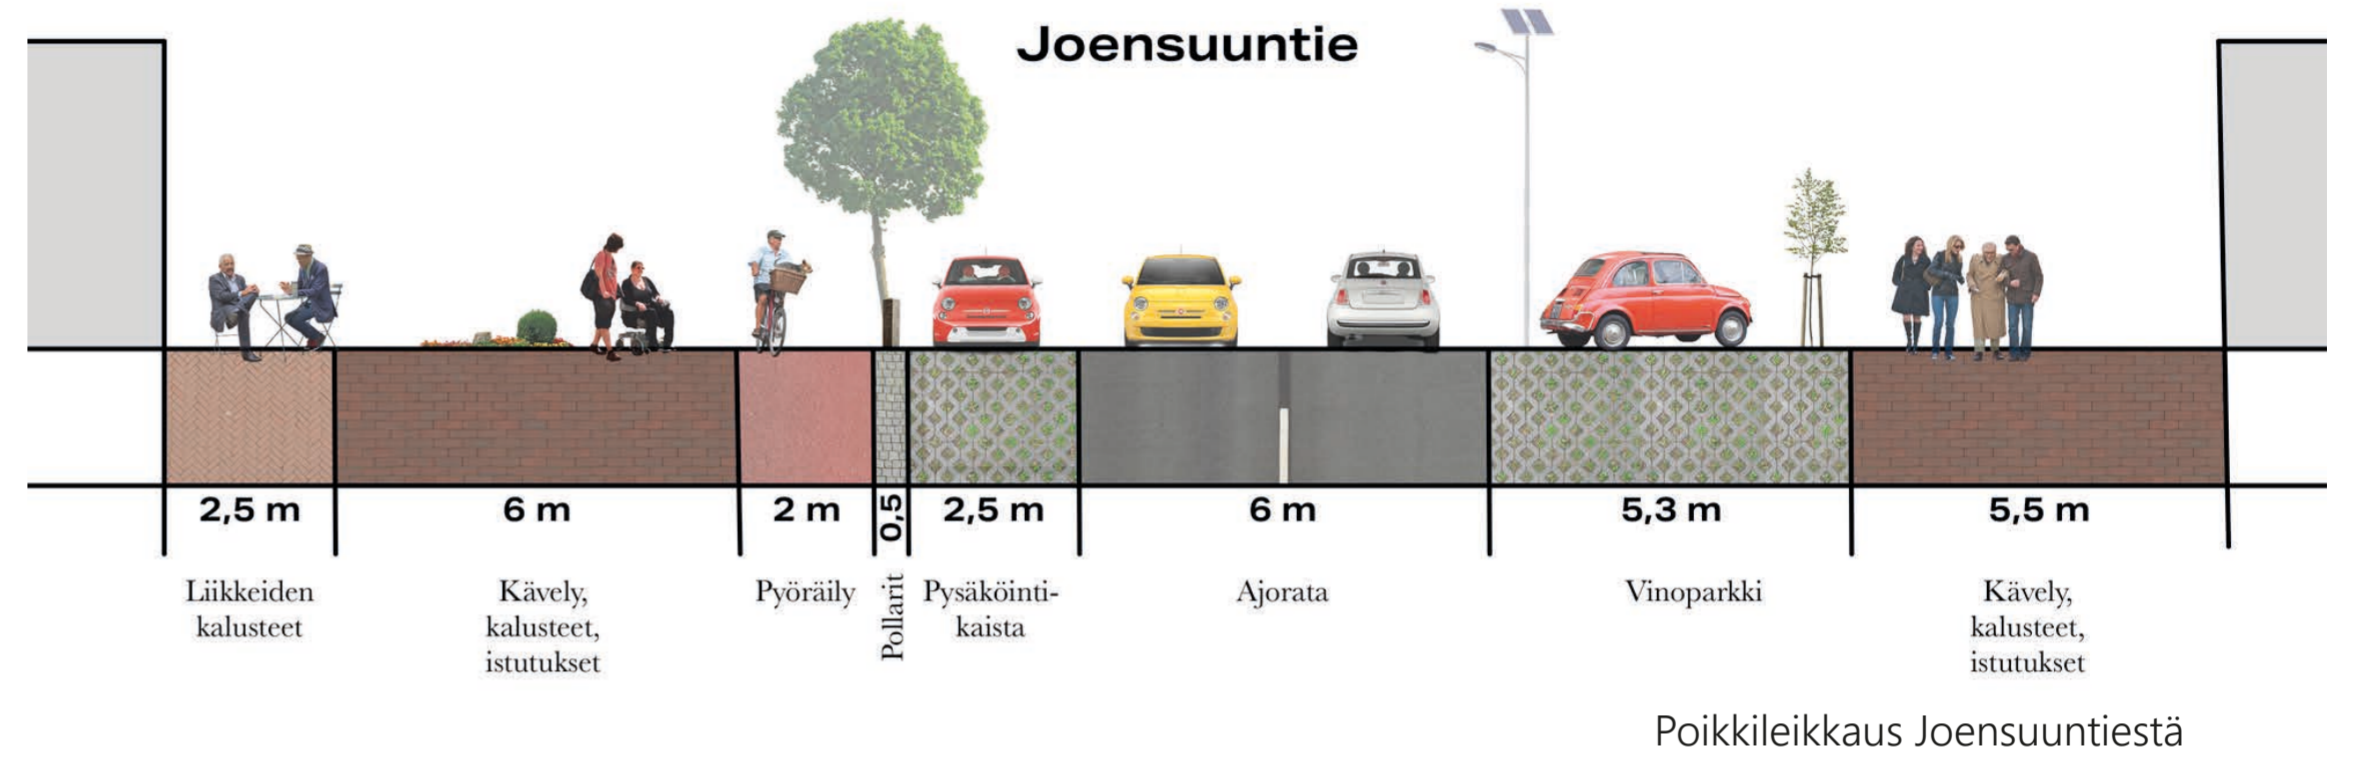 Joensuuntie
2,5 m
6 m
2 m
0,5
2,5 m
6 m
5,3 m
5,5 m
Liikkeiden
kalusteet
Kävely,
kalusteet,
istutukset
Pyöräily
Pollarit
Pysäköinti-
kaista
Ajorata
Vinoparkki
Kävely,
kalusteet,
istutukset
Poikkileikkaus Joensuuntiestä